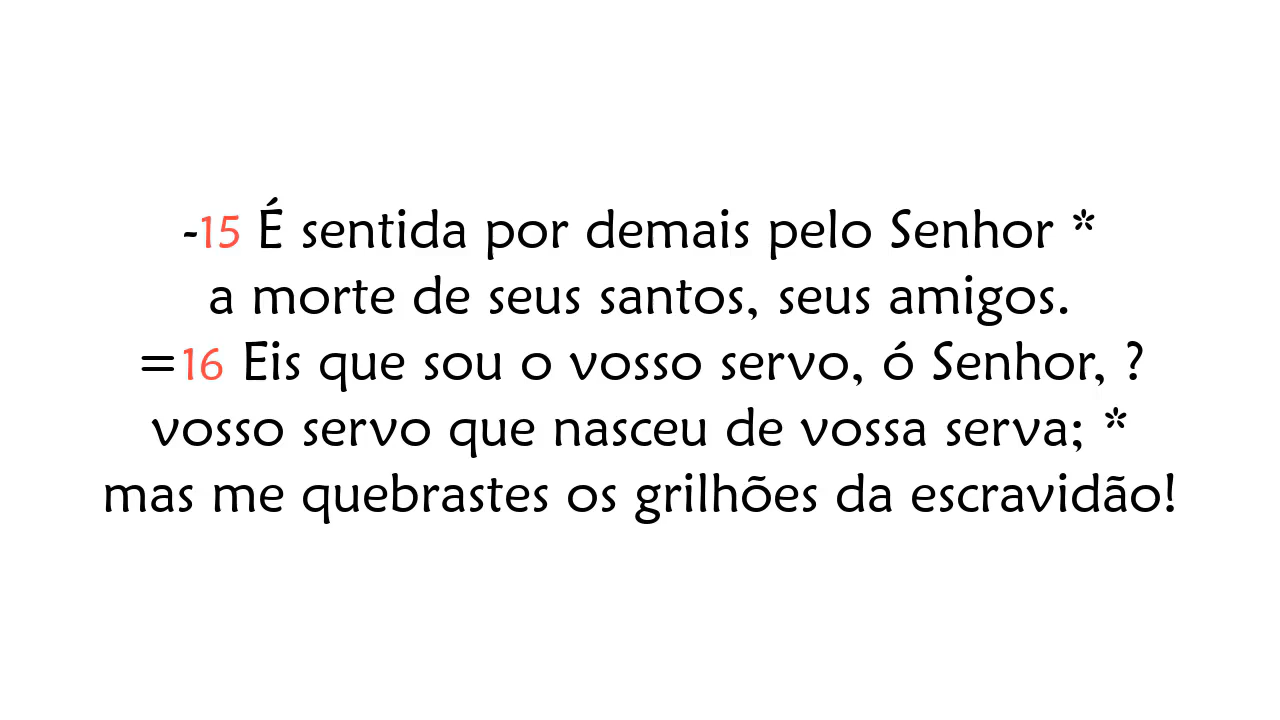 -15 É sentida por demais pelo Senhor *
a morte de seus santos, seus amigos.
=16 Eis que sou o vosso servo, ó Senhor, ?
vosso servo que nasceu de vossa serva; *
mas me quebrastes os grilhões da escravidão!